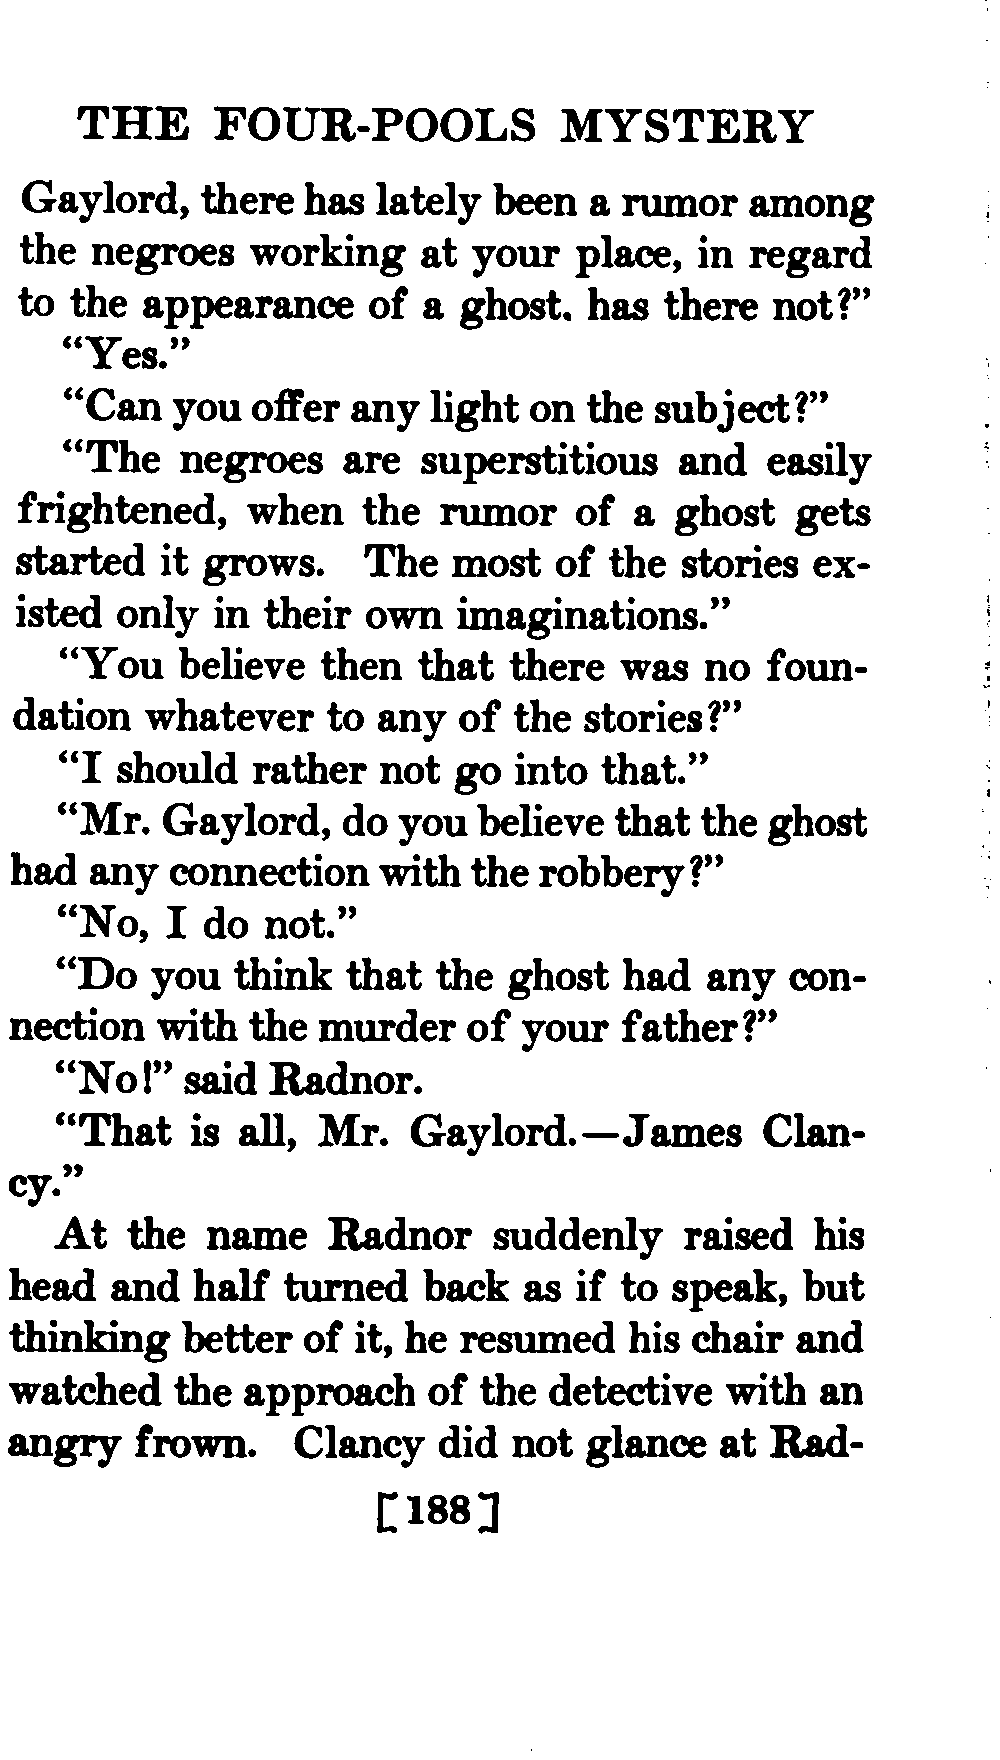 THE FOUR-POOLS MYSTERY
Gaylord, there has lately been a rumor among
the negroes working at your place, in regard
to the appearance of a ghost. has there not?"
"Yes."
"Can you offer any light on the subject?"
"The negroes are superstitious and easily
frightened, when the rumor of a ghost gets
started it grows. The most of the stories ex-
isted only in their own imaginations."
"You believe then that there was no foun-
dation whatever to any of the stories?"
"I should rather not go into that."
"Mr. Gaylord, do you believe that the ghost
had any connection with the robbery?"
"No, I do not."
"Do you think that the ghost had any con-
nection with the murder of your father?"
"No!" said Radnor.
"That is all, Mr. Gaylord.—James Clan-
cy."
At the name Radnor suddenly raised his
head and half turned back as if to speak, but
thinking better of it, he resumed his chair and
watched the approach of the detective with an
angry frown. Clancy did not glance at Rad-
[188]